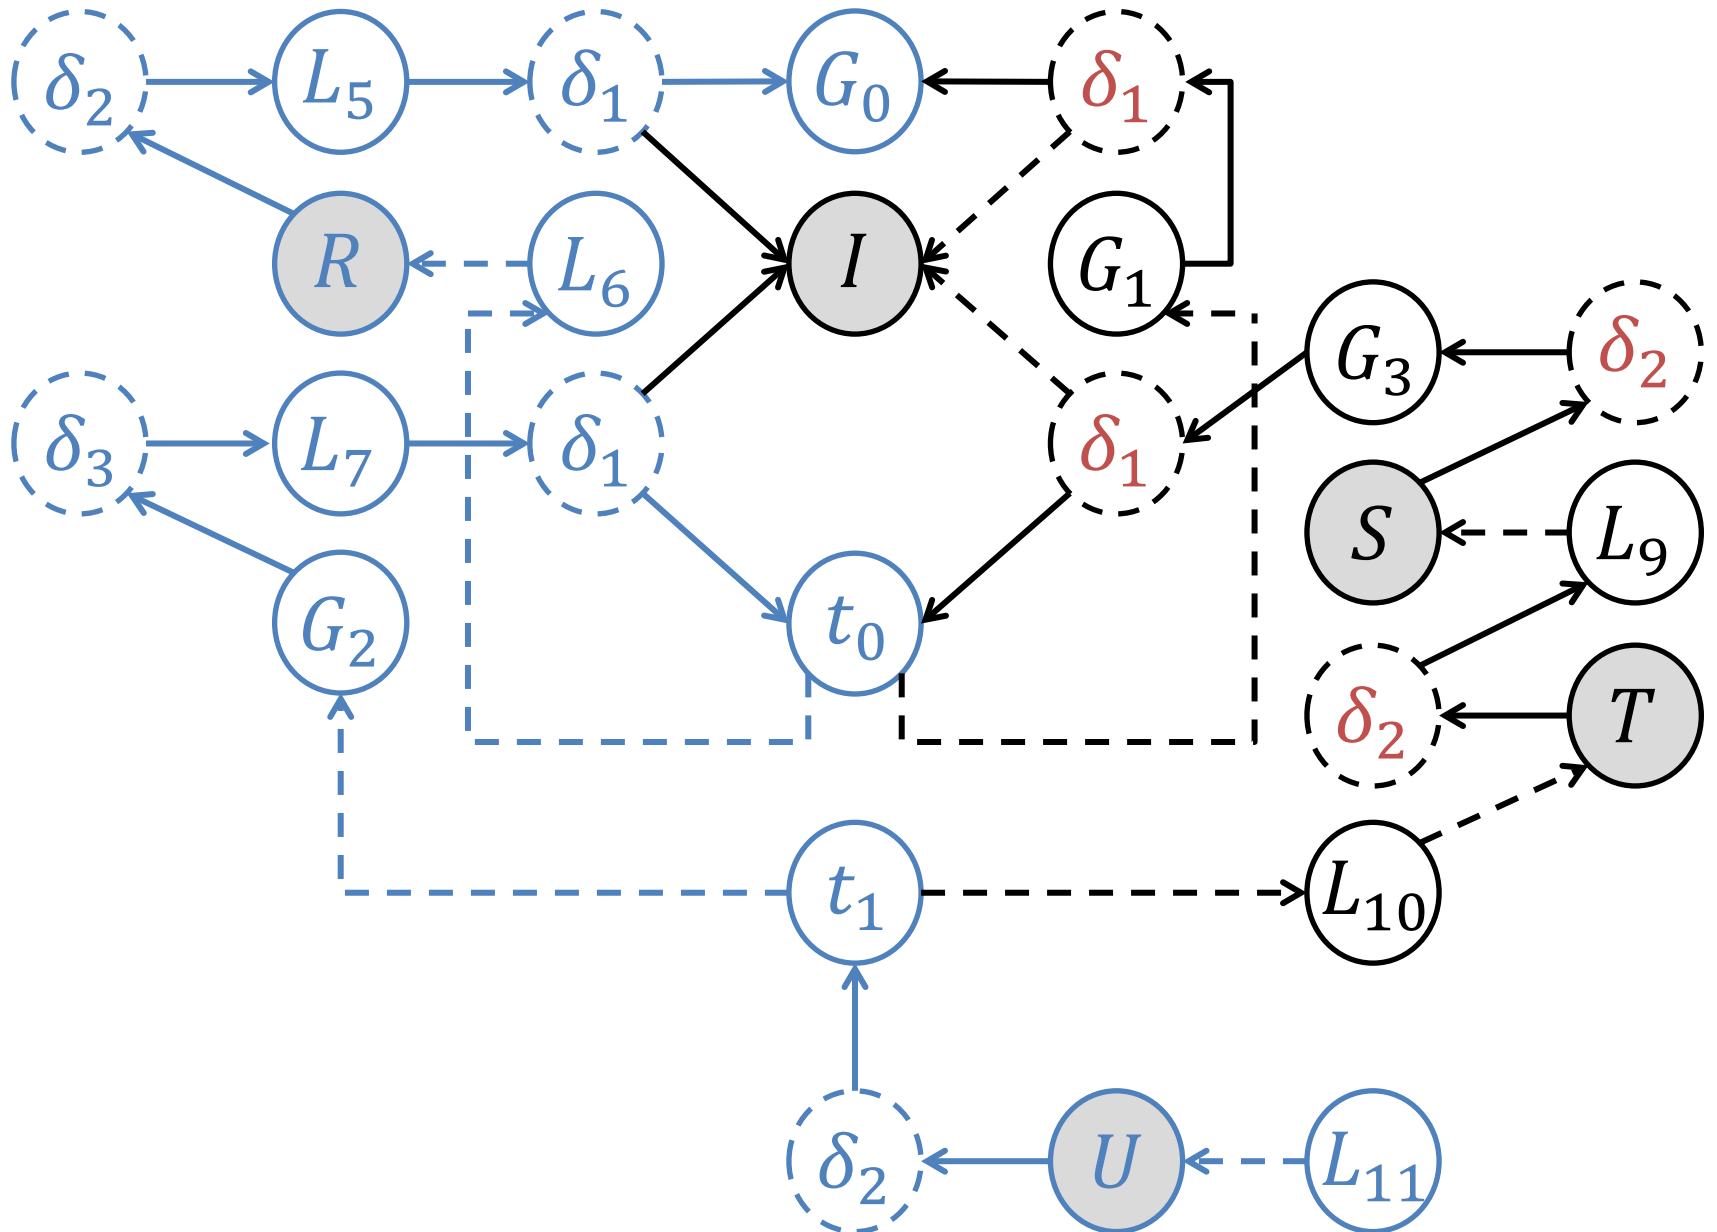 δ₂ L₅ δ₁ G₀ δ₁
R L₆ I G₁
G₃ δ₂
δ₃ L₇ δ₁ δ₁
S L₉
G₂ t₀
δ₂ T
t₁ L₁₀
δ₂ U L₁₁